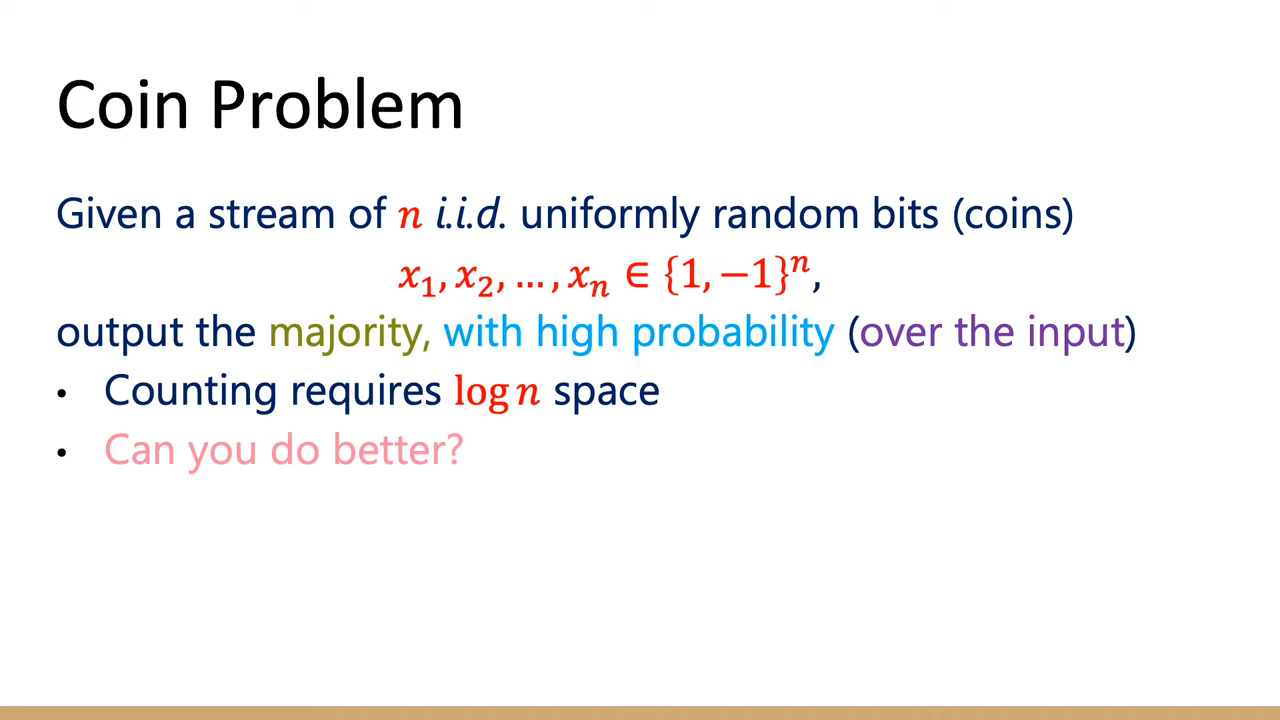 Coin Problem
Given a stream of n i.i.d. uniformly random bits (coins)
x₁, x₂, …, xₙ ∈ {1, −1}ⁿ,
output the majority, with high probability (over the input)
• Counting requires log n space
• Can you do better?